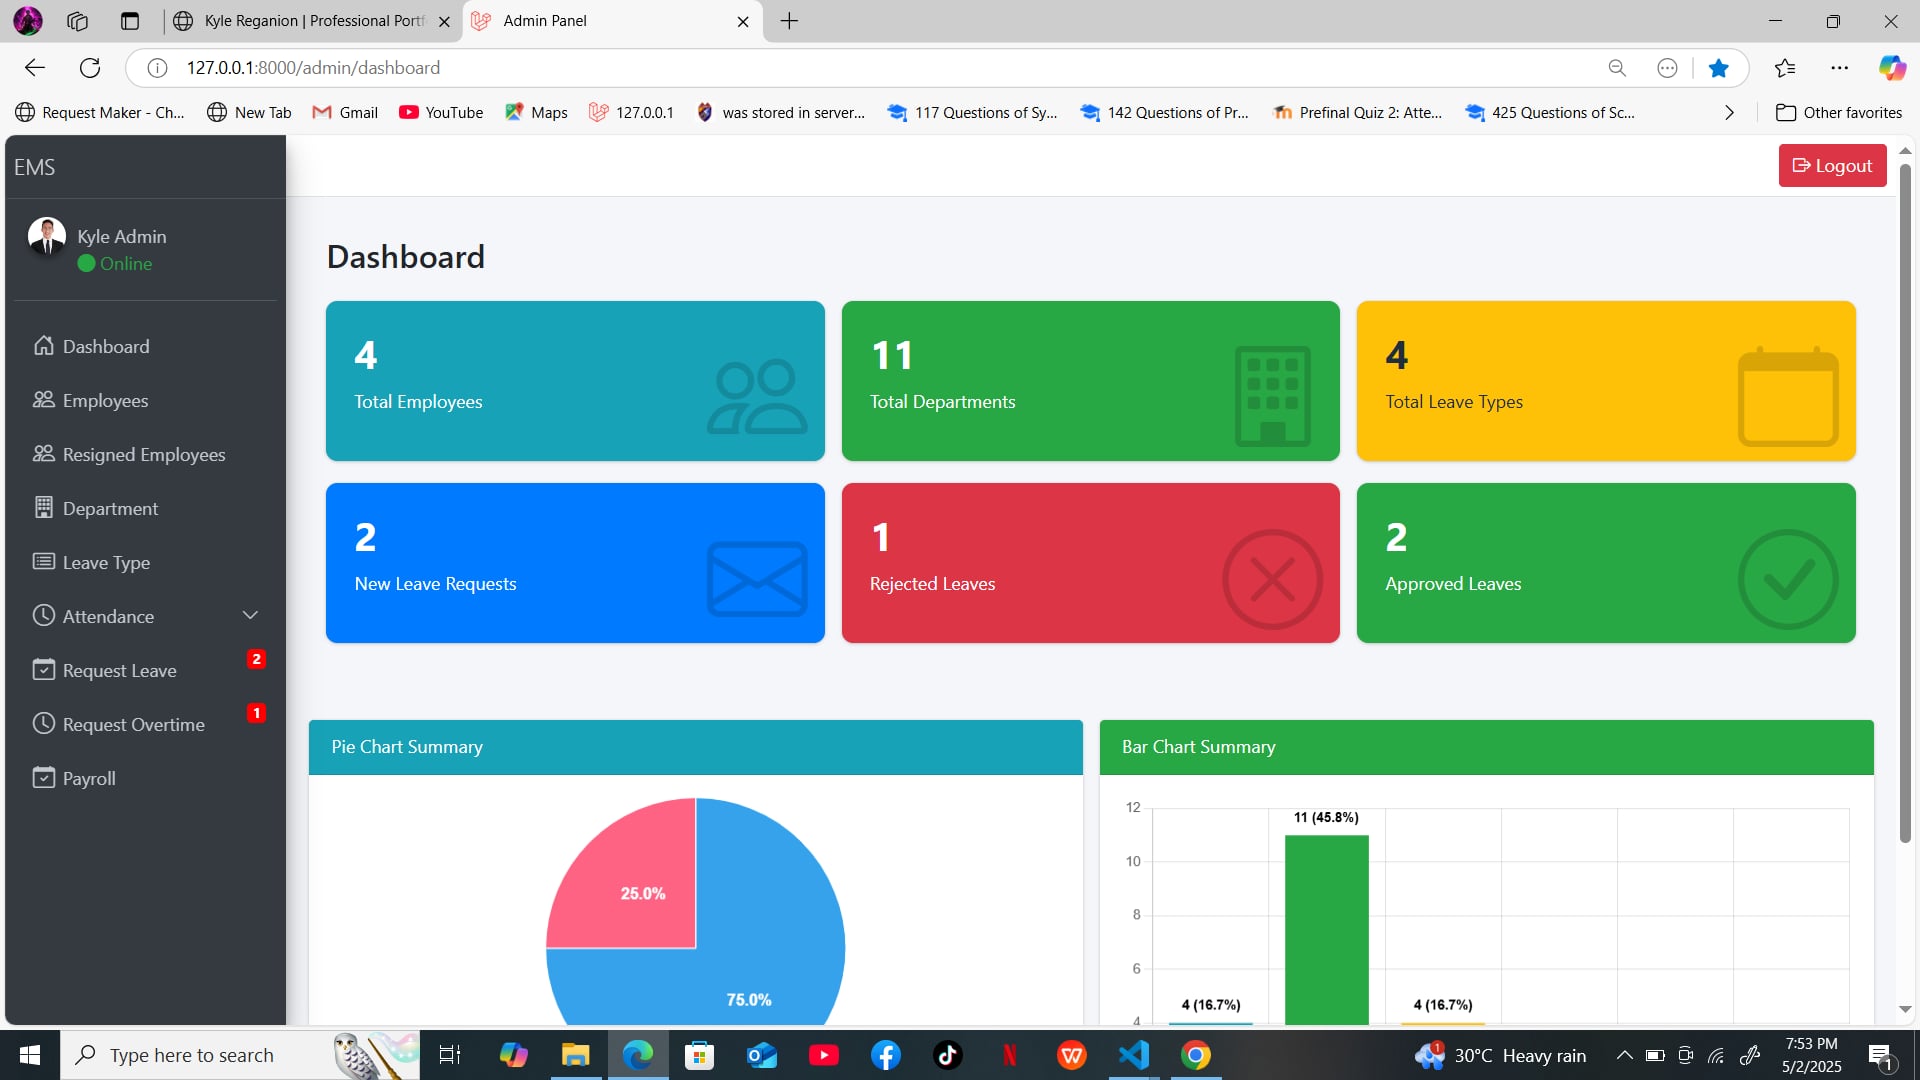 Kyle Reganion | Professional Portf
Admin Panel
127.0.0.1:8000/admin/dashboard
Request Maker - Ch...
New Tab
Gmail
YouTube
Maps
127.0.0.1
was stored in server...
117 Questions of Sy...
142 Questions of Pr...
Prefinal Quiz 2: Atte...
425 Questions of Sc...
Other favorites
EMS
Logout
Kyle Admin
Online
Dashboard
Employees
Resigned Employees
Department
Leave Type
Attendance
Request Leave 2
Request Overtime 1
Payroll
Dashboard
4
Total Employees
11
Total Departments
4
Total Leave Types
2
New Leave Requests
1
Rejected Leaves
2
Approved Leaves
Pie Chart Summary
25.0%
75.0%
Bar Chart Summary
12
11 (45.8%)
10
8
6
4 (16.7%)
4 (16.7%)
4
Type here to search
1
30°C Heavy rain
7:53 PM
5/2/2025
1